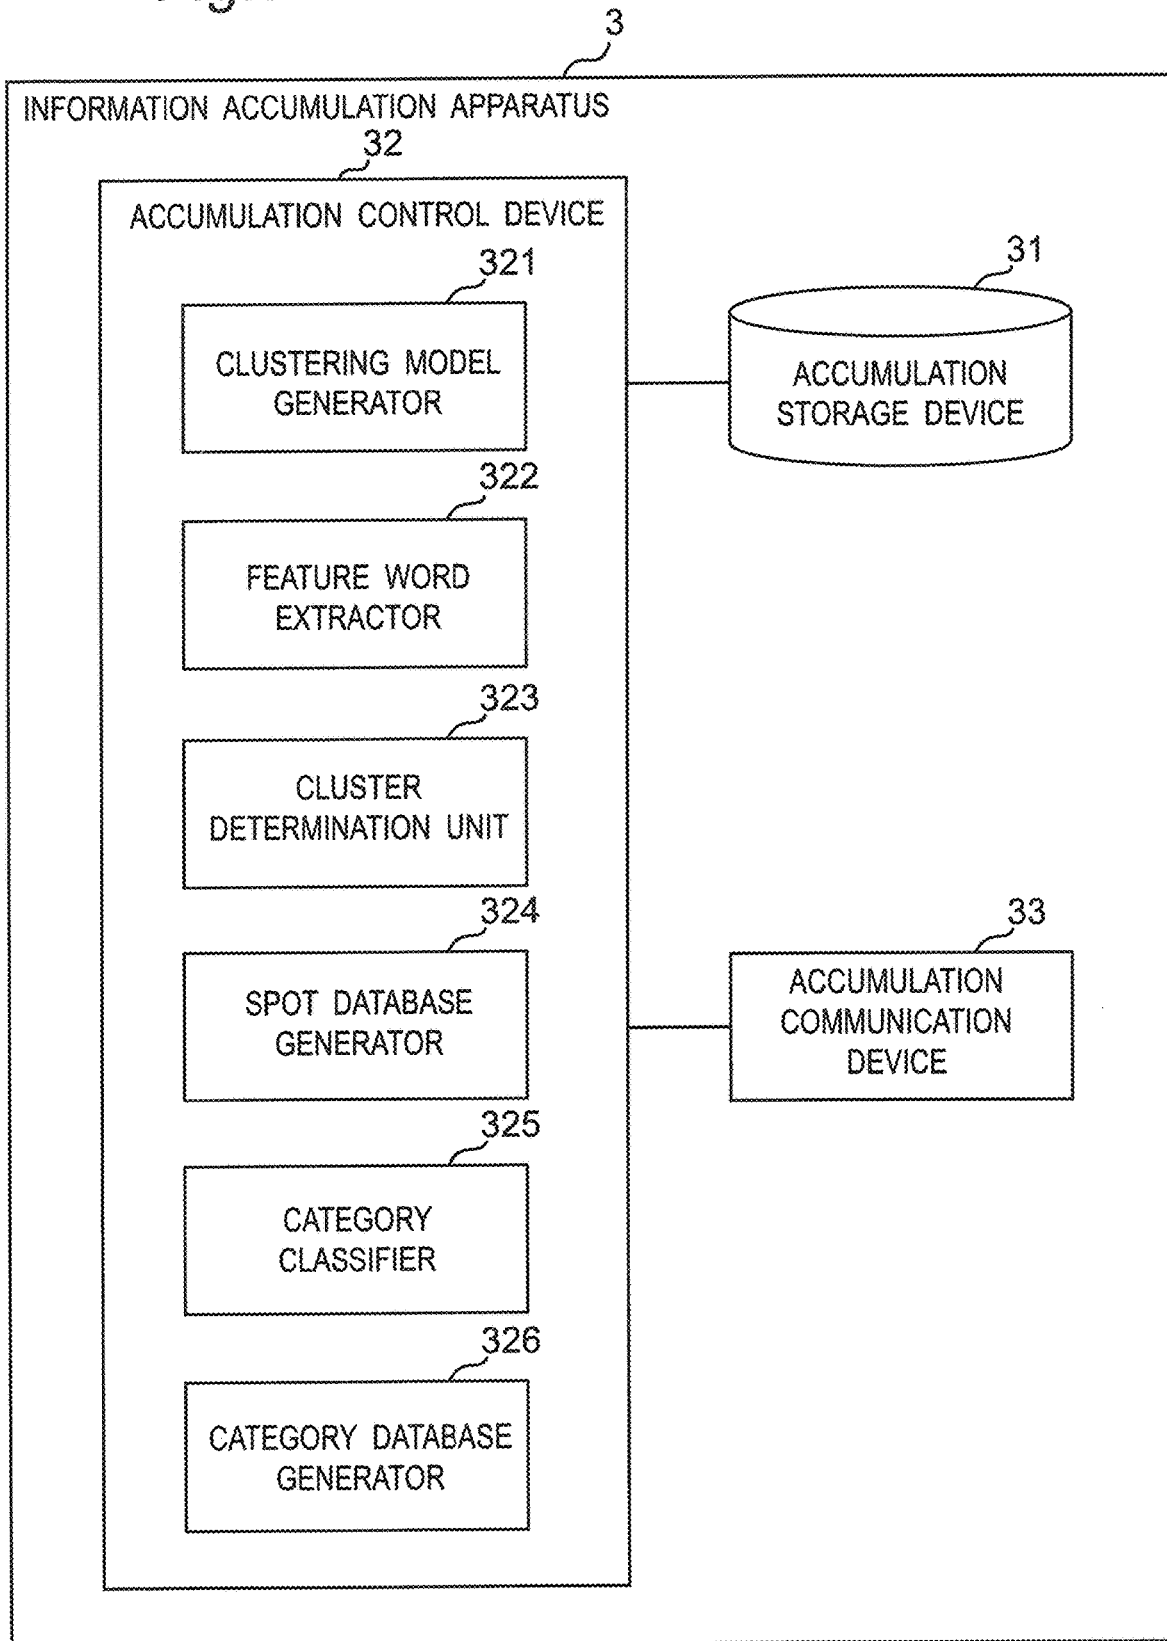 3
INFORMATION ACCUMULATION APPARATUS
32
ACCUMULATION CONTROL DEVICE
321
CLUSTERING MODEL
GENERATOR
31
ACCUMULATION
STORAGE DEVICE
322
FEATURE WORD
EXTRACTOR
323
CLUSTER
DETERMINATION UNIT
324
SPOT DATABASE
GENERATOR
33
ACCUMULATION
COMMUNICATION
DEVICE
325
CATEGORY
CLASSIFIER
326
CATEGORY DATABASE
GENERATOR